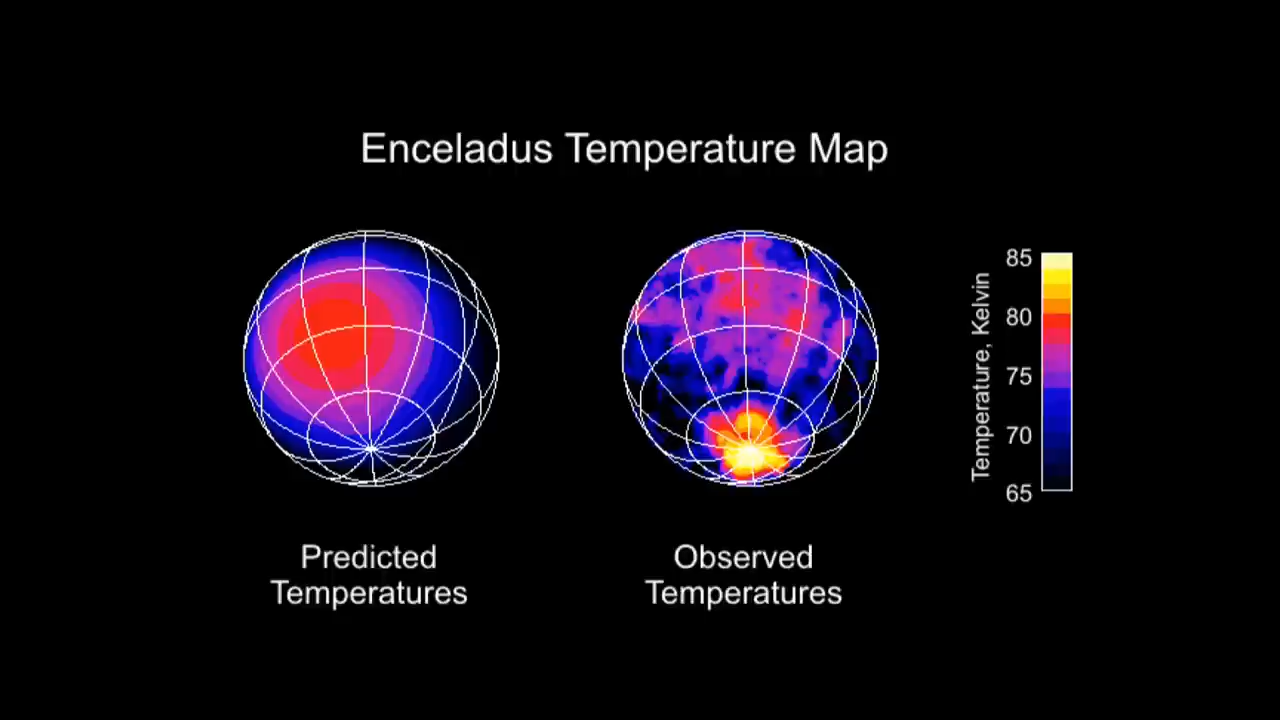 Enceladus Temperature Map
85
80
75
70
65
Temperature, Kelvin
Predicted
Temperatures
Observed
Temperatures